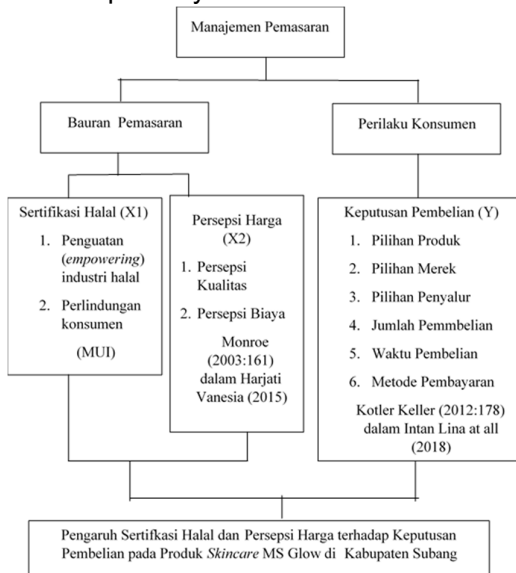 Manajemen Pemasaran
Bauran Pemasaran
Perilaku Konsumen
Sertifikasi Halal (X1)
1. Penguatan
(empowering)
industri halal
2. Perlindungan
konsumen
(MUI)
Persepsi Harga
(X2)
1. Persepsi
Kualitas
2. Persepsi Biaya
Monroe
(2003:161)
dalam Harjati
Vanesia (2015)
Keputusan Pembelian (Y)
1. Pilihan Produk
2. Pilihan Merek
3. Pilihan Penyalur
4. Jumlah Pemmbelian
5. Waktu Pembelian
6. Metode Pembayaran
Kotler Keller (2012:178)
dalam Intan Lina at all
(2018)
Pengaruh Sertifkasi Halal dan Persepsi Harga terhadap Keputusan
Pembelian pada Produk Skincare MS Glow di Kabupaten Subang